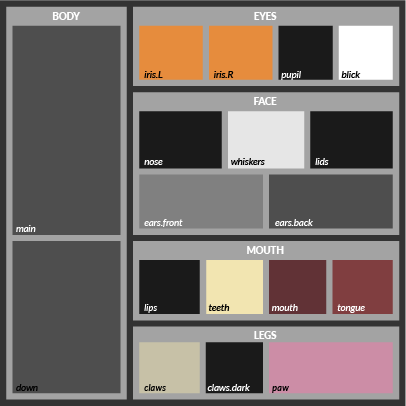 BODY
main
down
EYES
iris.L iris.R pupil blick
FACE
nose whiskers lids
ears.front ears.back
MOUTH
lips teeth mouth tongue
LEGS
claws claws.dark paw